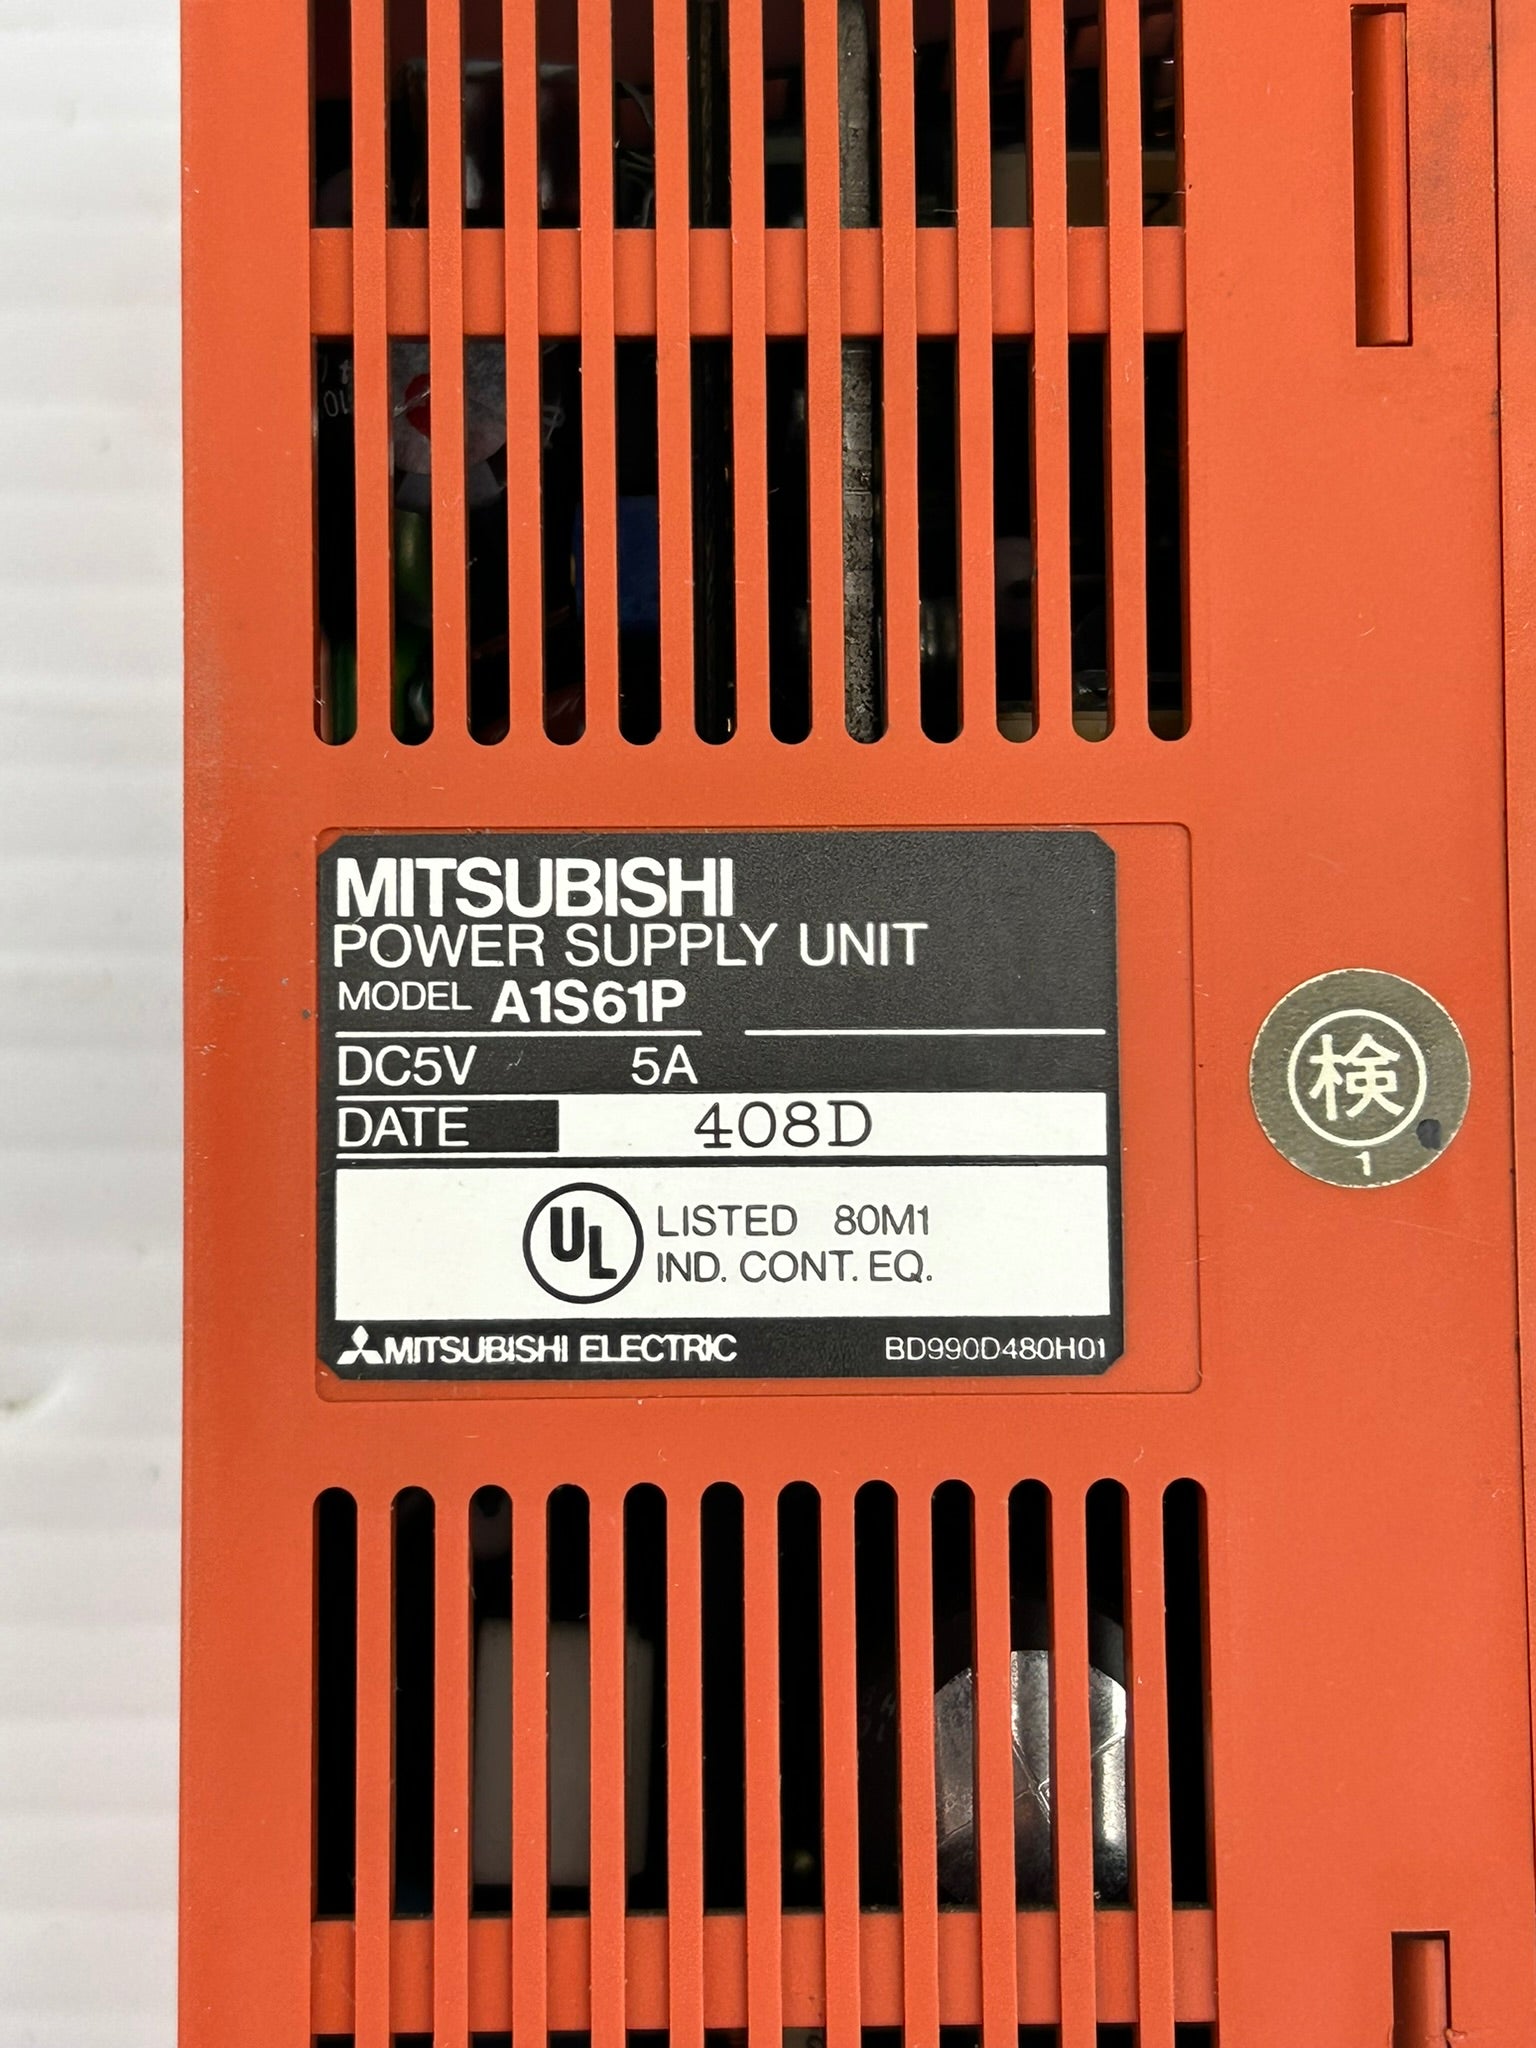 MITSUBISHI
POWER SUPPLY UNIT
MODEL A1S61P
DC5V 5A
DATE 408D
UL LISTED 80M1
IND. CONT. EQ.
MITSUBISHI ELECTRIC BD990D480H01
検
1